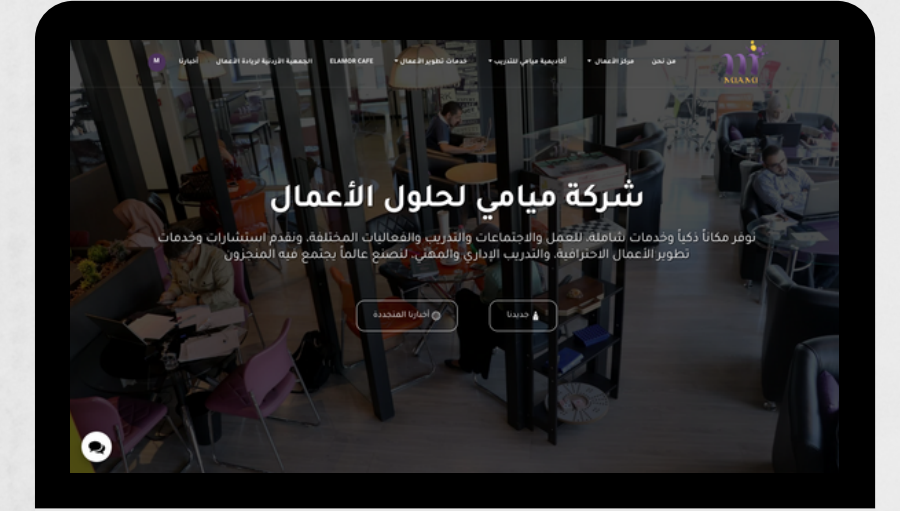 MIAMI
من نحن
مركز الأعمال
أكاديمية ميامي للتدريب
خدمات تطوير الأعمال
ELAMOR CAFE
الجمعية الأردنية لريادة الأعمال
أخبارنا
M
شركة ميامي لحلول الأعمال
نوفر مكاناً ذكياً وخدمات شاملة، للعمل والاجتماعات والتدريب والفعاليات المختلفة. ونقدم استشارات وخدمات
تطوير الأعمال الاحترافية، والتدريب الإداري والمهني. لنصنع عالماً يجتمع فيه المنجزون
جديدنا
أخبارنا المتجددة